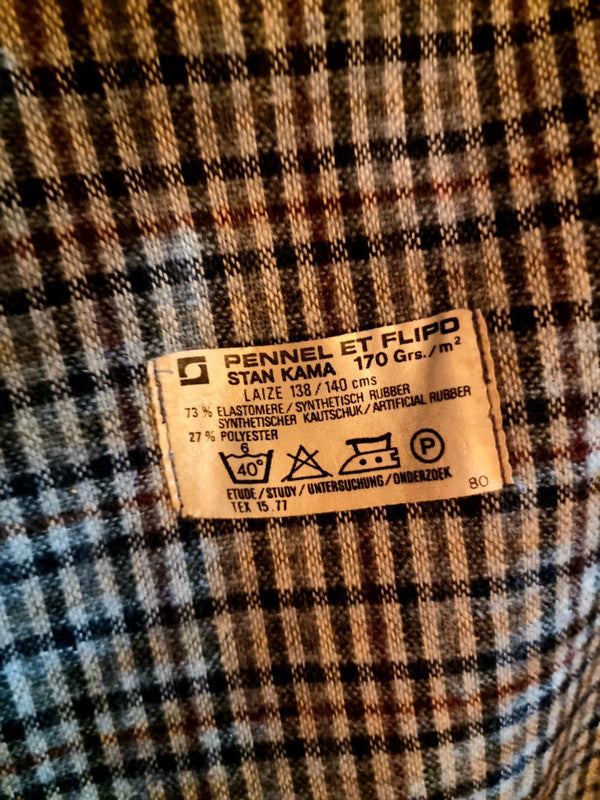 PENNEL ET FLIPO
STAN KAMA 170 Grs./m²
LAIZE 138/140 cms
73 % ELASTOMERE/SYNTHETISCH RUBBER
SYNTHETISCHER KAUTSCHUK/ARTIFICIAL RUBBER
27 % POLYESTER
6
40° P
ETUDE/STUDY/UNTERSUCHUNG/ONDERZOEK 80
TEX 15.77